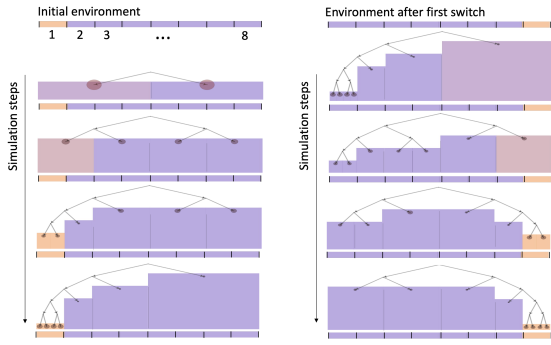 Initial environment
1 2 3 ... 8
Simulation steps
Environment after first switch
Simulation steps